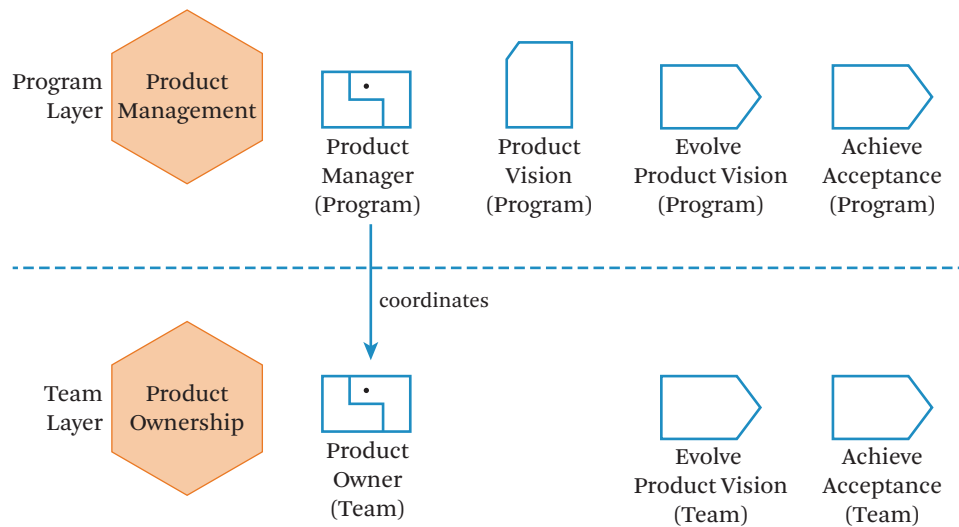 Program
Layer
Product
Management
Product
Manager
(Program)
Product
Vision
(Program)
Evolve
Product Vision
(Program)
Achieve
Acceptance
(Program)
coordinates
Team
Layer
Product
Ownership
Product
Owner
(Team)
Evolve
Product Vision
(Team)
Achieve
Acceptance
(Team)